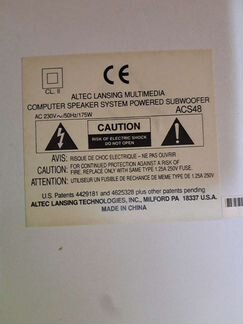 CL. II
CE
ALTEC LANSING MULTIMEDIA
COMPUTER SPEAKER SYSTEM POWERED SUBWOOFER
ACS48
AC 230V～/50Hz/175W
CAUTION
RISK OF ELECTRIC SHOCK
DO NOT OPEN
AVIS: RISQUE DE CHOC ELECTRIQUE – NE PAS OUVRIR
CAUTION: FOR CONTINUED PROTECTION AGAINST A RISK OF
FIRE. REPLACE ONLY WITH SAME TYPE 1.25A 250V FUSE.
ATTENTION: UTILISEUR UN FUSIBLE DE RECHANCE DE MEME TYPE DE 1.25A 250V
U.S. Patents 4429181 and 4625328 plus other patents pending
ALTEC LANSING TECHNOLOGIES, INC., MILFORD PA 18337 U.S.A.
MADE IN CHINA